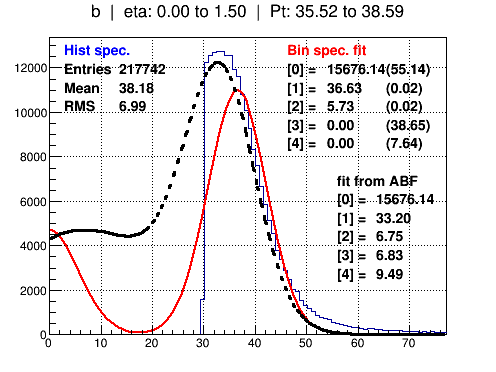 b | eta: 0.00 to 1.50 | Pt: 35.52 to 38.59
Hist spec.
Entries 217742
Mean 38.18
RMS 6.99
Bin spec. fit
[0] = 15676.14(55.14)
[1] = 36.63 (0.02)
[2] = 5.73 (0.02)
[3] = 0.00 (38.65)
[4] = 0.00 (7.64)
fit from ABF
[0] = 15676.14
[1] = 33.20
[2] = 6.75
[3] = 6.83
[4] = 9.49
12000
10000
8000
6000
4000
2000
0
0 10 20 30 40 50 60 70